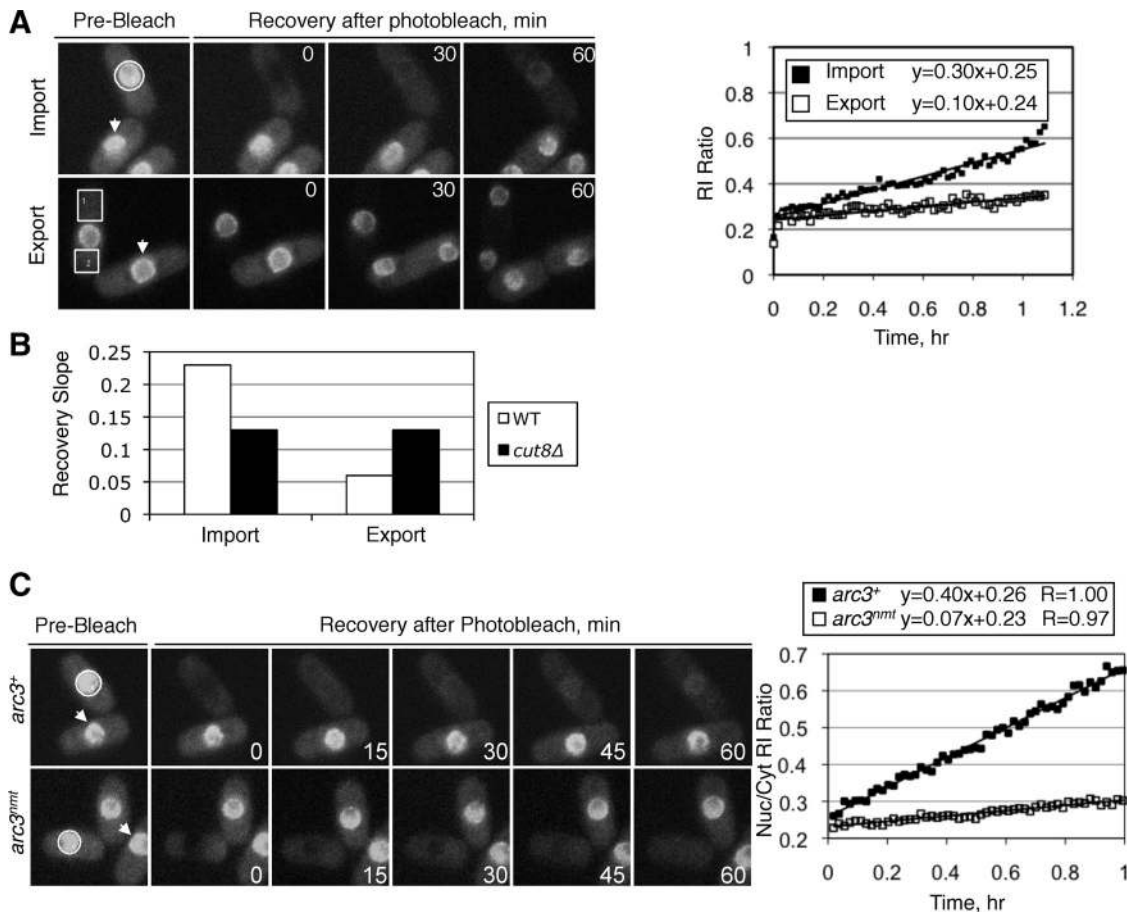 A
Pre-Bleach
Recovery after photobleach, min
Import
0
30
60
Export
1
2
0
30
60
1
0.8
0.6
0.4
0.2
0
RI Ratio
■ Import y=0.30x+0.25
□ Export y=0.10x+0.24
0 0.2 0.4 0.6 0.8 1 1.2
Time, hr
B
Recovery Slope
0.25
0.2
0.15
0.1
0.05
0
Import Export
□ WT
■ cut8Δ
C
Pre-Bleach
Recovery after Photobleach, min
arc3+
0 15 30 45 60
arc3nmt
0 15 30 45 60
■ arc3+ y=0.40x+0.26 R=1.00
□ arc3nmt y=0.07x+0.23 R=0.97
Nuc/Cyt RI Ratio
0.7
0.6
0.5
0.4
0.3
0.2
0 0.2 0.4 0.6 0.8 1
Time, hr